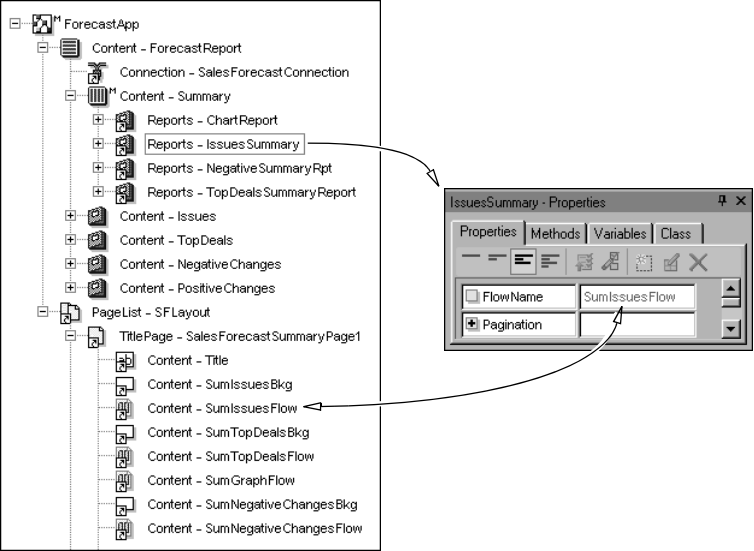 ForecastApp
Content - ForecastReport
Connection - SalesForecastConnection
Content - Summary
Reports - ChartReport
Reports - IssuesSummary
Reports - NegativeSummaryRpt
Reports - TopDealsSummaryReport
Content - Issues
Content - TopDeals
Content - NegativeChanges
Content - PositiveChanges
PageList - SFLayout
TitlePage - SalesForecastSummaryPage1
Content - Title
Content - SumIssuesBkg
Content - SumIssuesFlow
Content - SumTopDealsBkg
Content - SumTopDealsFlow
Content - SumGraphFlow
Content - SumNegativeChangesBkg
Content - SumNegativeChangesFlow
IssuesSummary - Properties
Properties Methods Variables Class
FlowName SumIssuesFlow
Pagination